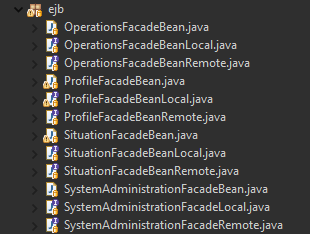 ejb
OperationsFacadeBean.java
OperationsFacadeBeanLocal.java
OperationsFacadeBeanRemote.java
ProfileFacadeBean.java
ProfileFacadeBeanLocal.java
ProfileFacadeBeanRemote.java
SituationFacadeBean.java
SituationFacadeBeanLocal.java
SituationFacadeBeanRemote.java
SystemAdministrationFacadeBean.java
SystemAdministrationFacadeLocal.java
SystemAdministrationFacadeRemote.java